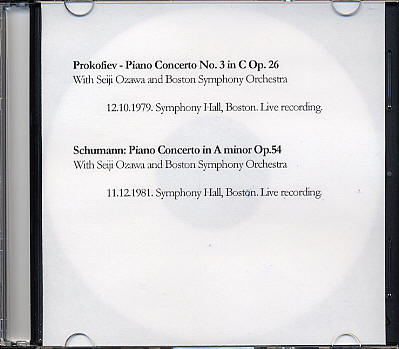 Prokofiev - Piano Concerto No. 3 in C Op. 26
With Seiji Ozawa and Boston Symphony Orchestra
12.10.1979. Symphony Hall, Boston. Live recording.
Schumann: Piano Concerto in A minor Op.54
With Seiji Ozawa and Boston Symphony Orchestra
11.12.1981. Symphony Hall, Boston. Live recording.